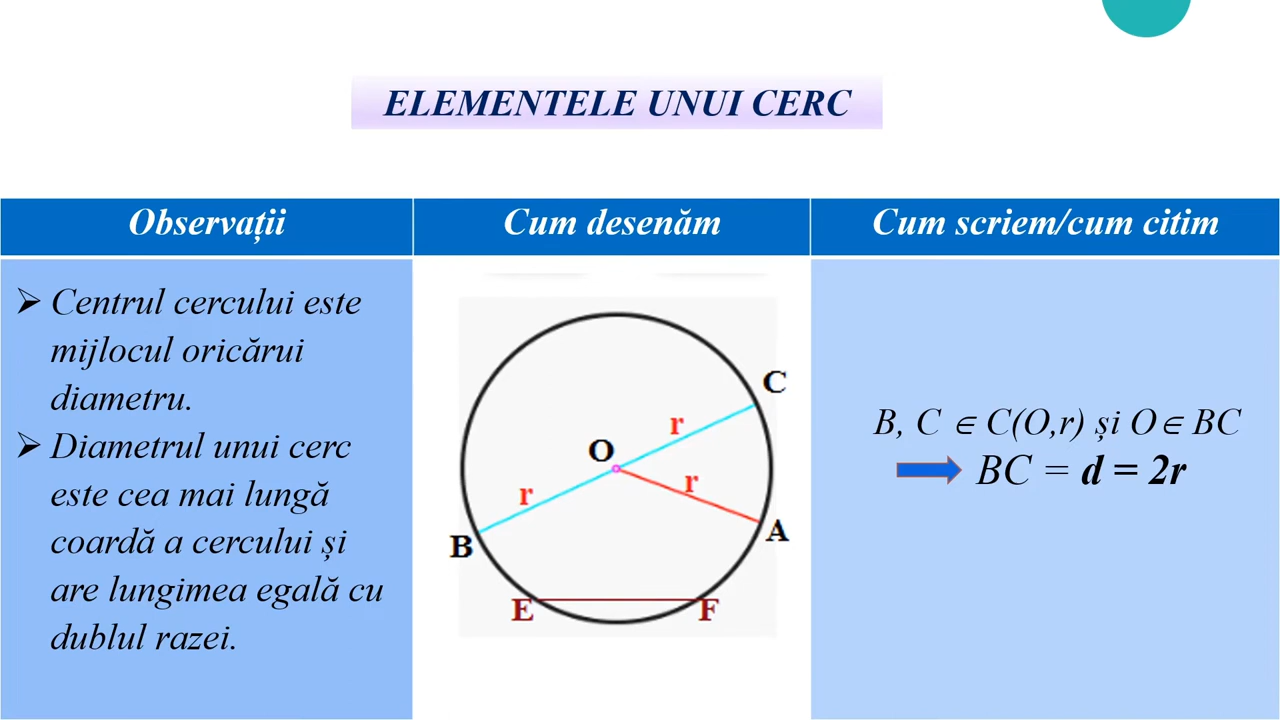 ELEMENTELE UNUI CERC
Observații
Cum desenăm
Cum scriem/cum citim
➢ Centrul cercului este
mijlocul oricărui
diametru.
➢ Diametrul unui cerc
este cea mai lungă
coardă a cercului și
are lungimea egală cu
dublul razei.
C
r
O
r
r
A
B
E
F
B, C ∈ C(O,r) și O ∈ BC
BC = d = 2r